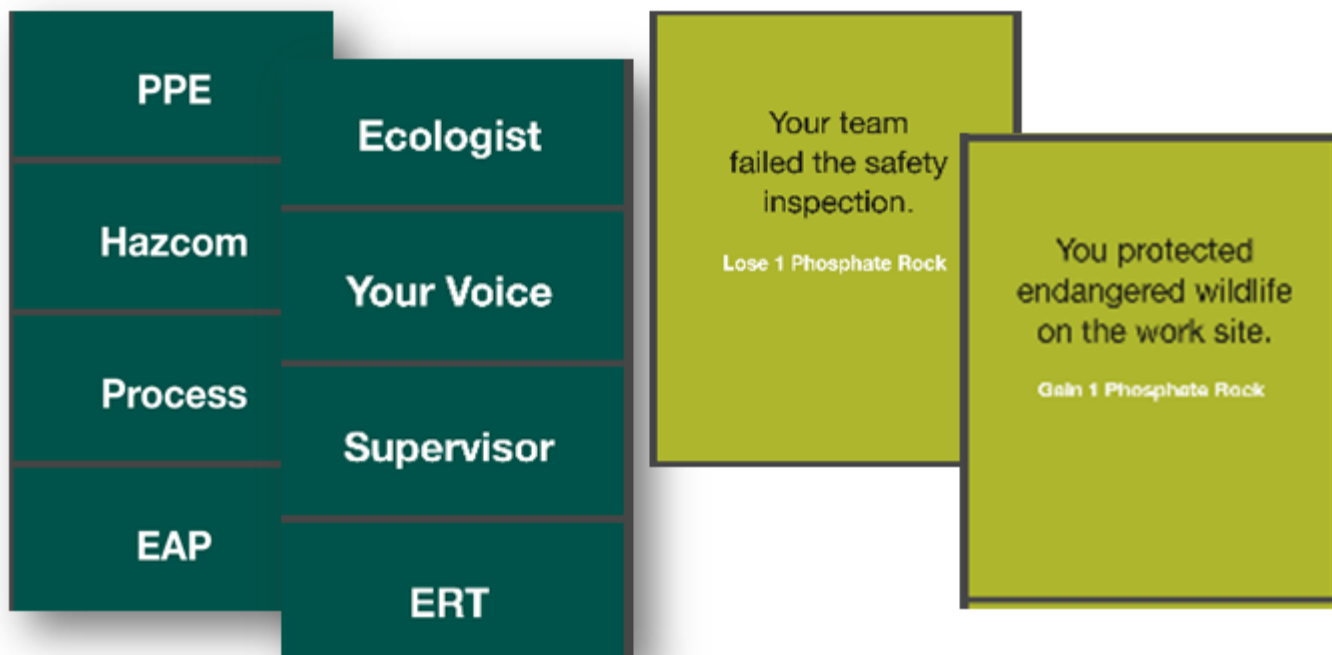 PPE
Hazcom
Process
EAP
Ecologist
Your Voice
Supervisor
ERT
Your team
failed the safety
inspection.
Lose 1 Phosphate Rock
You protected
endangered wildlife
on the work site.
Gain 1 Phosphate Rock